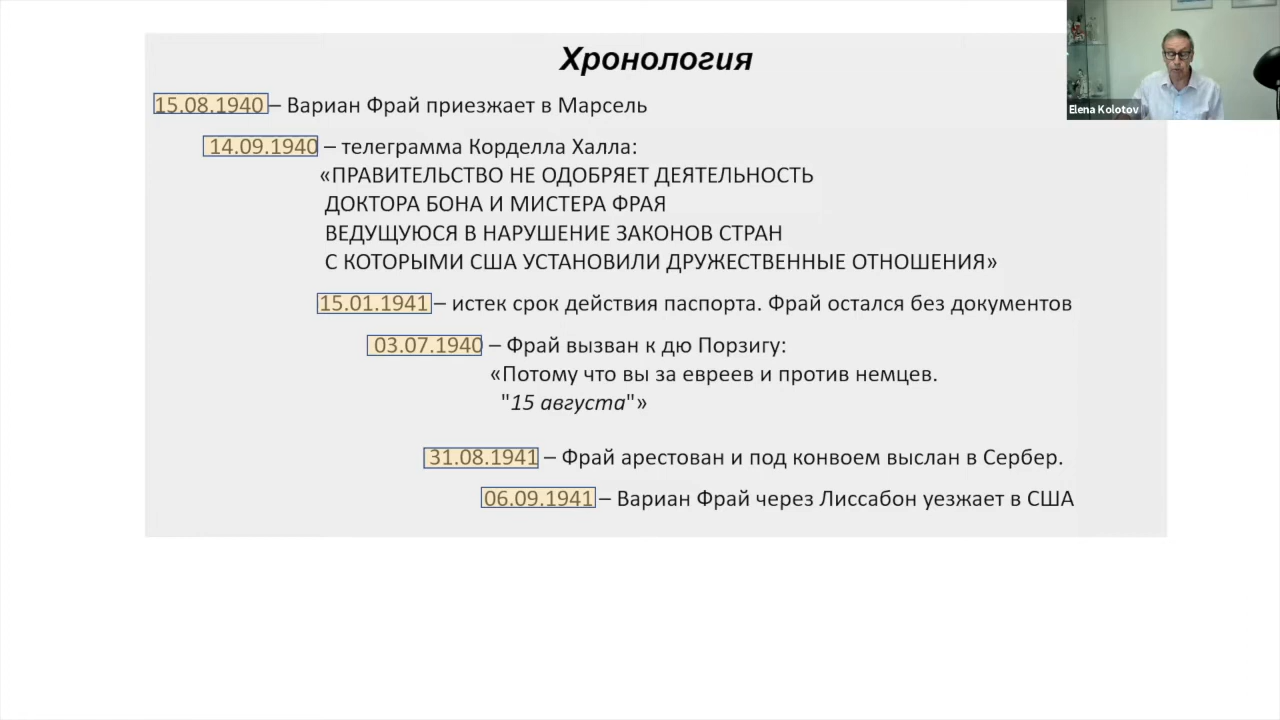 Хронология
15.08.1940 – Вариан Фрай приезжает в Марсель
14.09.1940 – телеграмма Корделла Халла:
«ПРАВИТЕЛЬСТВО НЕ ОДОБРЯЕТ ДЕЯТЕЛЬНОСТЬ
ДОКТОРА БОНА И МИСТЕРА ФРАЯ
ВЕДУЩУЮСЯ В НАРУШЕНИЕ ЗАКОНОВ СТРАН
С КОТОРЫМИ США УСТАНОВИЛИ ДРУЖЕСТВЕННЫЕ ОТНОШЕНИЯ»
15.01.1941 – истек срок действия паспорта. Фрай остался без документов
03.07.1940 – Фрай вызван к дю Порзигу:
«Потому что вы за евреев и против немцев.
"15 августа"»
31.08.1941 – Фрай арестован и под конвоем выслан в Сербер.
06.09.1941 – Вариан Фрай через Лиссабон уезжает в США
Elena Kolotov